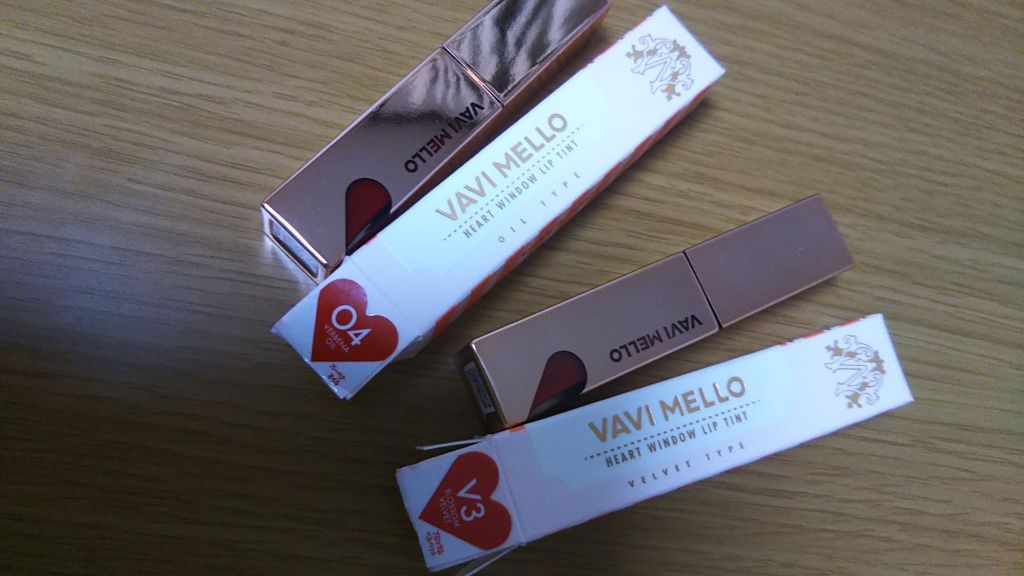 VAVI MELLO
VAVI MELLO
HEART WINDOW LIP TINT
OIL TYPE
O4
VERBENA
OIL
VAVI MELLO
VAVI MELLO
HEART WINDOW LIP TINT
VELVET TYPE
V3
BLOSSOM
VELVET